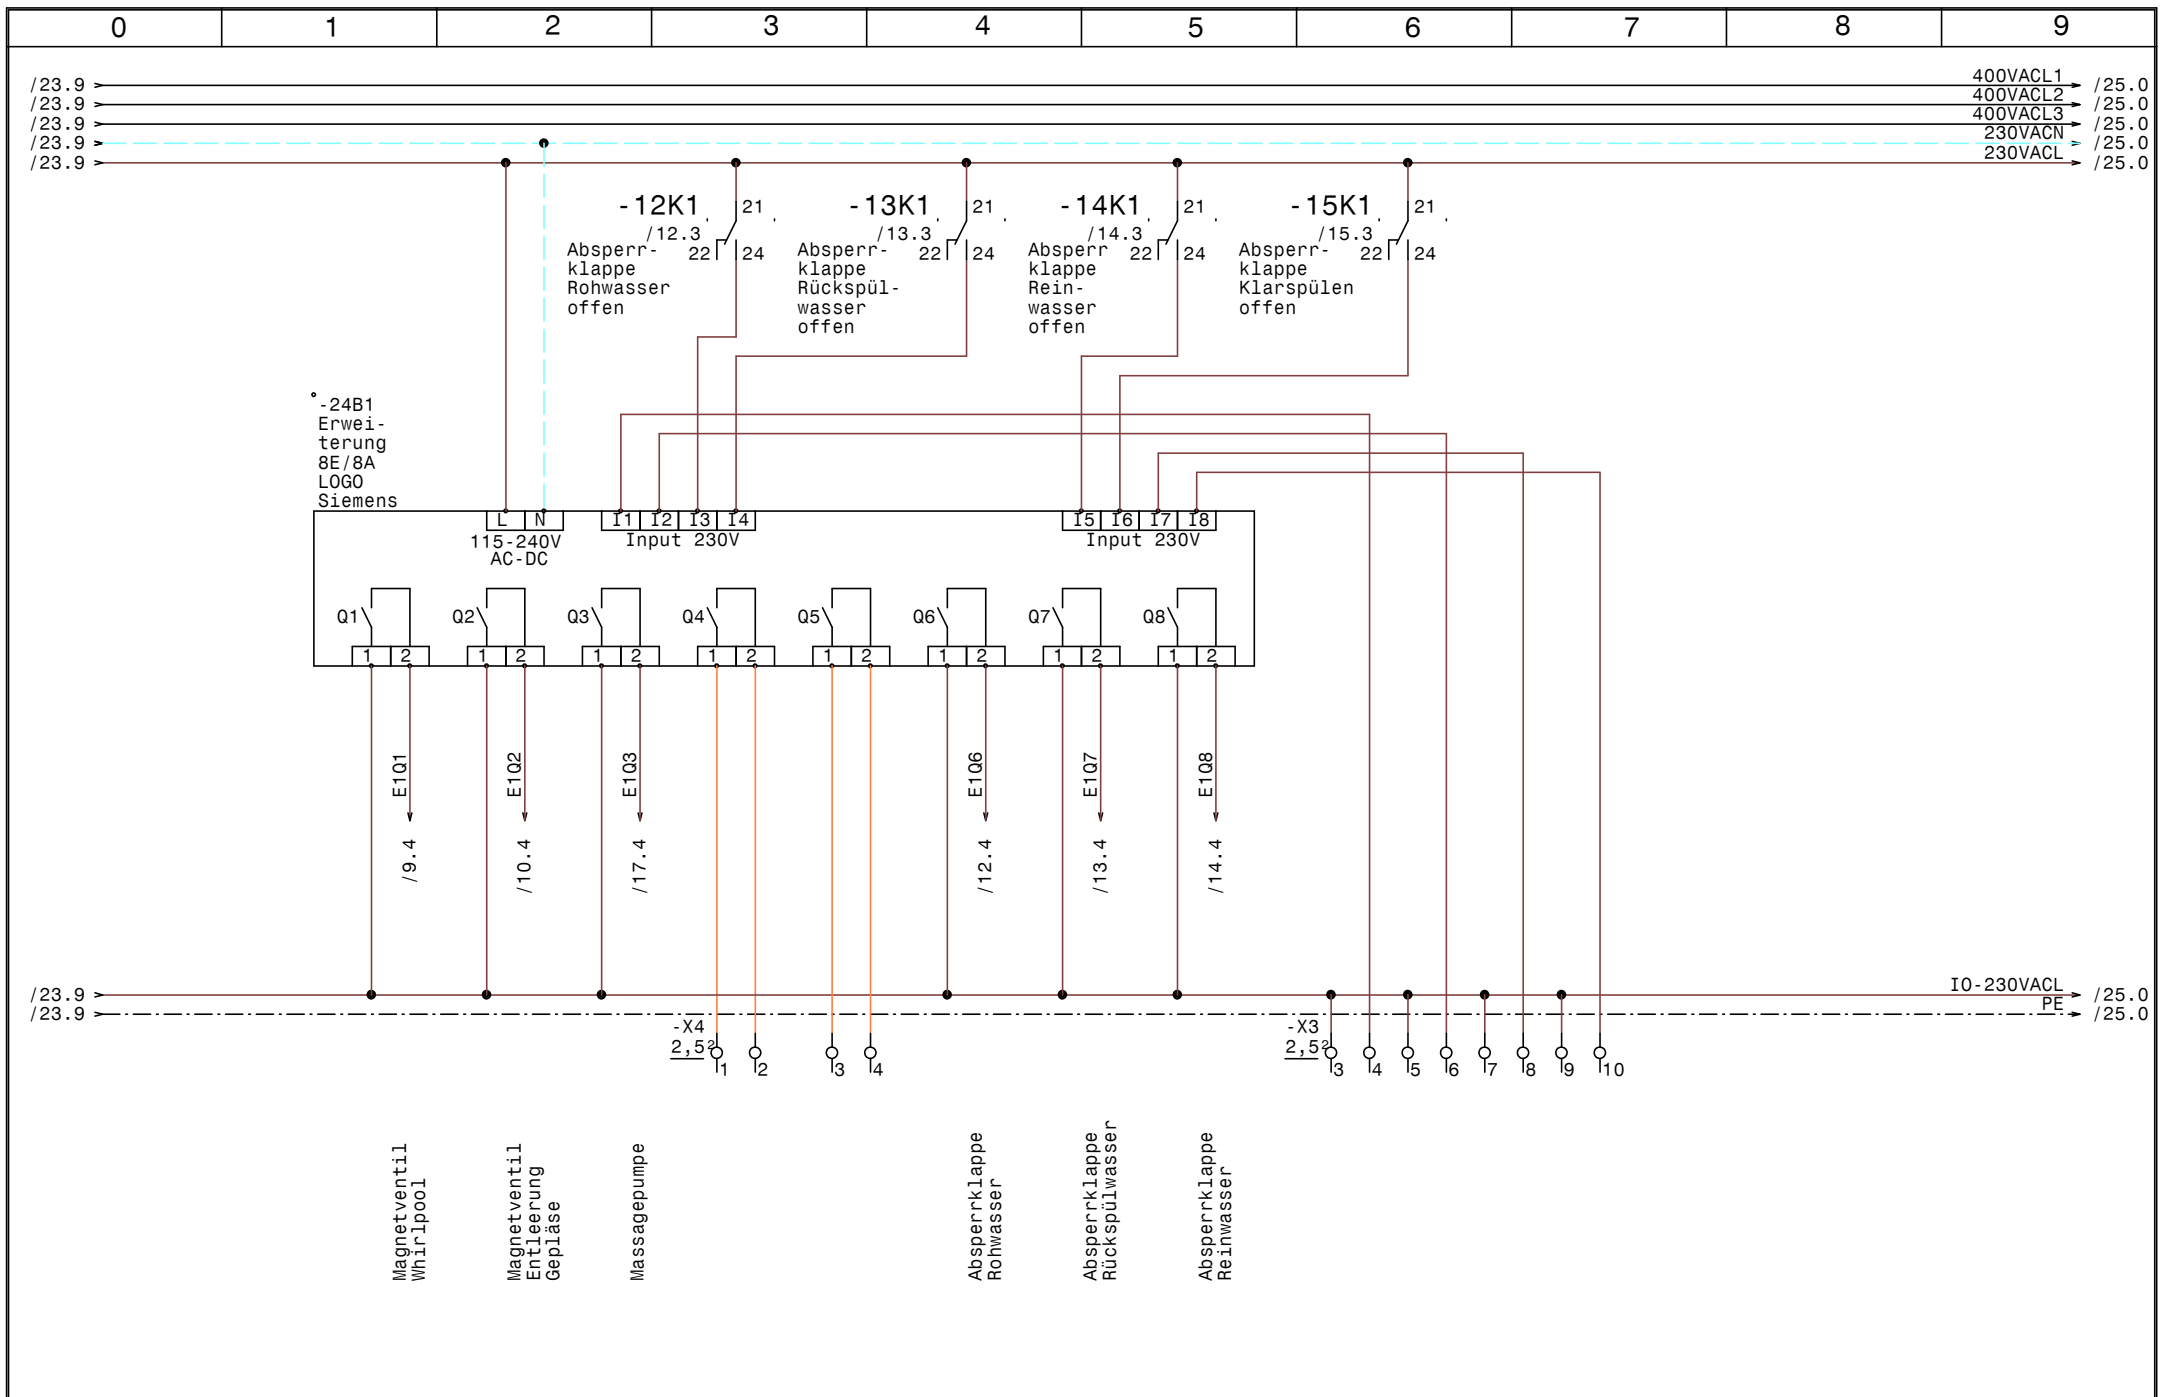 0 1 2 3 4 5 6 7 8 9
/23.9 400VACL1 /25.0
/23.9 400VACL2 /25.0
/23.9 400VACL3 /25.0
/23.9 230VACN /25.0
/23.9 230VACL /25.0
-12K1
/12.3
21
22
24
Absperr-
klappe
Rohwasser
offen
-13K1
/13.3
21
22
24
Absperr-
klappe
Rückspül-
wasser
offen
-14K1
/14.3
21
22
24
Absperr
klappe
Rein-
wasser
offen
-15K1
/15.3
21
22
24
Absperr-
klappe
Klarspülen
offen
-24B1
Erwei-
terung
8E/8A
LOGO
Siemens
L N I1 I2 I3 I4 I5 I6 I7 I8
115-240V
AC-DC
Input 230V
Input 230V
Q1 Q2 Q3 Q4 Q5 Q6 Q7 Q8
1 2 1 2 1 2 1 2 1 2 1 2 1 2 1 2
E1Q1
/9.4
E1Q2
/10.4
E1Q3
/17.4
E1Q6
/12.4
E1Q7
/13.4
E1Q8
/14.4
/23.9 IO-230VACL /25.0
/23.9 PE /25.0
-X4
2,5²
1 2 3 4
-X3
2,5²
3 4 5 6 7 8 9 10
Magnetventil
Whirlpool
Magnetventil
Entleerung
Gepläse
Massagepumpe
Absperrklappe
Rohwasser
Absperrklappe
Rückspülwasser
Absperrklappe
Reinwasser